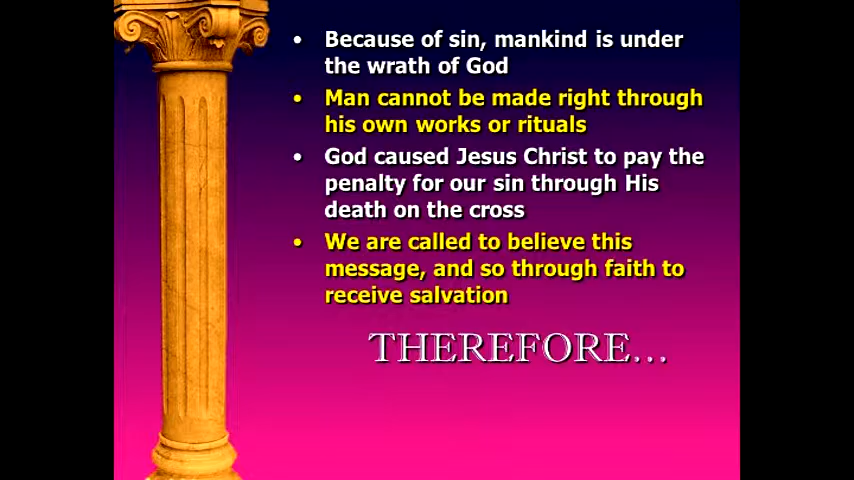 • Because of sin, mankind is under
the wrath of God
• Man cannot be made right through
his own works or rituals
• God caused Jesus Christ to pay the
penalty for our sin through His
death on the cross
• We are called to believe this
message, and so through faith to
receive salvation
THEREFORE...